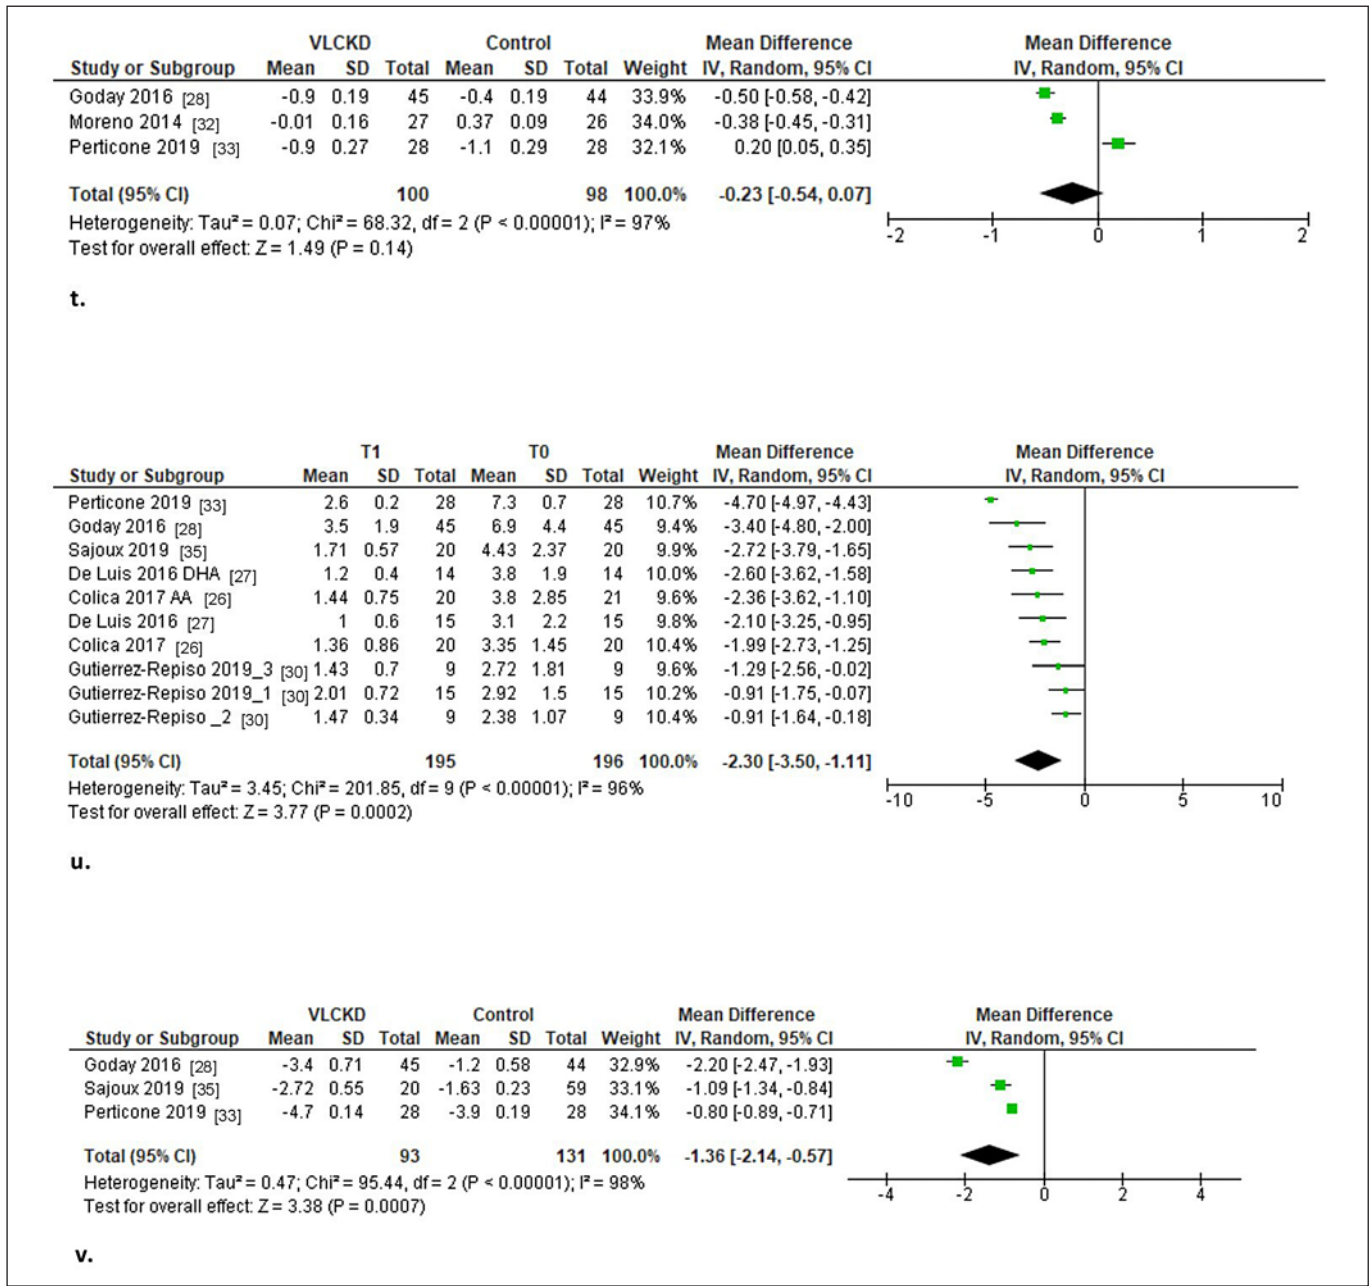 VLCKD Control Mean Difference Mean Difference
Study or Subgroup Mean SD Total Mean SD Total Weight IV, Random, 95% CI IV, Random, 95% CI
Goday 2016 [28] -0.9 0.19 45 -0.4 0.19 44 33.9% -0.50 [-0.58, -0.42]
Moreno 2014 [32] -0.01 0.16 27 0.37 0.09 26 34.0% -0.38 [-0.45, -0.31]
Perticone 2019 [33] -0.9 0.27 28 -1.1 0.29 28 32.1% 0.20 [0.05, 0.35]
Total (95% CI) 100 98 100.0% -0.23 [-0.54, 0.07]
Heterogeneity: Tau² = 0.07; Chi² = 68.32, df = 2 (P < 0.00001); I² = 97%
Test for overall effect: Z = 1.49 (P = 0.14)
-2 -1 0 1 2
t.
T1 T0 Mean Difference Mean Difference
Study or Subgroup Mean SD Total Mean SD Total Weight IV, Random, 95% CI IV, Random, 95% CI
Perticone 2019 [33] 2.6 0.2 28 7.3 0.7 28 10.7% -4.70 [-4.97, -4.43]
Goday 2016 [28] 3.5 1.9 45 6.9 4.4 45 9.4% -3.40 [-4.80, -2.00]
Sajoux 2019 [35] 1.71 0.57 20 4.43 2.37 20 9.9% -2.72 [-3.79, -1.65]
De Luis 2016 DHA [27] 1.2 0.4 14 3.8 1.9 14 10.0% -2.60 [-3.62, -1.58]
Colica 2017 AA [26] 1.44 0.75 20 3.8 2.85 21 9.6% -2.36 [-3.62, -1.10]
De Luis 2016 [27] 1 0.6 15 3.1 2.2 15 9.8% -2.10 [-3.25, -0.95]
Colica 2017 [26] 1.36 0.86 20 3.35 1.45 20 10.4% -1.99 [-2.73, -1.25]
Gutierrez-Repiso 2019_3 [30] 1.43 0.7 9 2.72 1.81 9 9.6% -1.29 [-2.56, -0.02]
Gutierrez-Repiso 2019_1 [30] 2.01 0.72 15 2.92 1.5 15 10.2% -0.91 [-1.75, -0.07]
Gutierrez-Repiso _2 [30] 1.47 0.34 9 2.38 1.07 9 10.4% -0.91 [-1.64, -0.18]
Total (95% CI) 195 196 100.0% -2.30 [-3.50, -1.11]
Heterogeneity: Tau² = 3.45; Chi² = 201.85, df = 9 (P < 0.00001); I² = 96%
Test for overall effect: Z = 3.77 (P = 0.0002)
-10 -5 0 5 10
u.
VLCKD Control Mean Difference Mean Difference
Study or Subgroup Mean SD Total Mean SD Total Weight IV, Random, 95% CI IV, Random, 95% CI
Goday 2016 [28] -3.4 0.71 45 -1.2 0.58 44 32.9% -2.20 [-2.47, -1.93]
Sajoux 2019 [35] -2.72 0.55 20 -1.63 0.23 59 33.1% -1.09 [-1.34, -0.84]
Perticone 2019 [33] -4.7 0.14 28 -3.9 0.19 28 34.1% -0.80 [-0.89, -0.71]
Total (95% CI) 93 131 100.0% -1.36 [-2.14, -0.57]
Heterogeneity: Tau² = 0.47; Chi² = 95.44, df = 2 (P < 0.00001); I² = 98%
Test for overall effect: Z = 3.38 (P = 0.0007)
-4 -2 0 2 4
v.